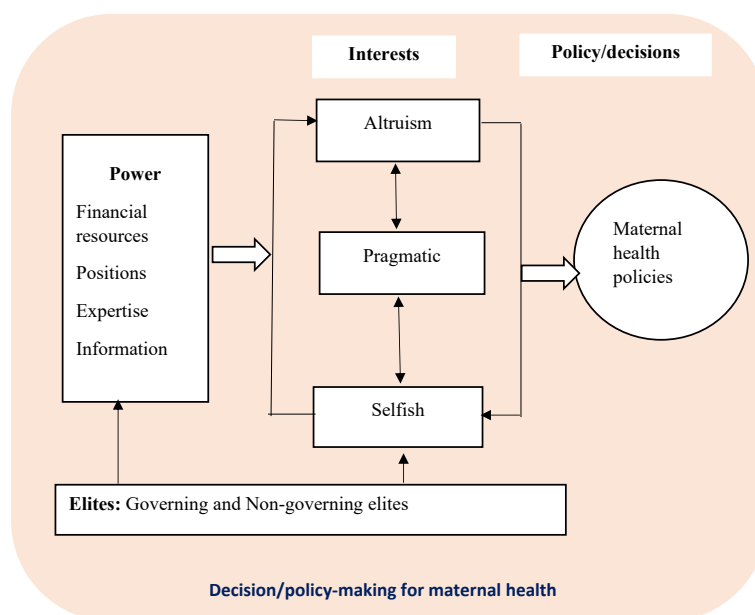 Interests
Policy/decisions
Power
Financial
resources
Positions
Expertise
Information
Altruism
Pragmatic
Selfish
Maternal
health
policies
Elites: Governing and Non-governing elites
Decision/policy-making for maternal health